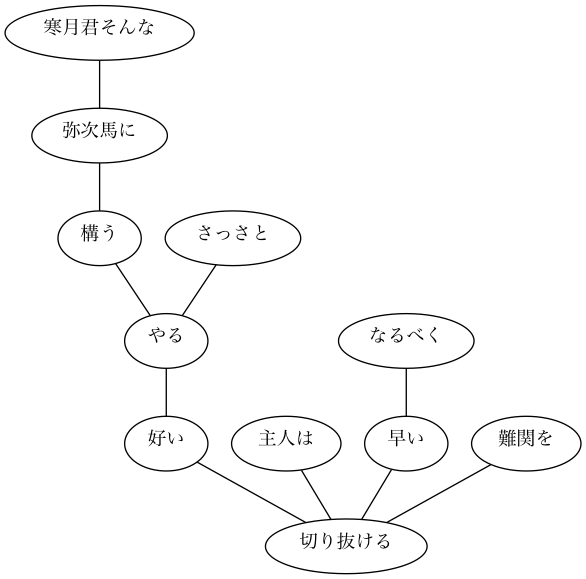 寒月君そんな
弥次馬に
構う
さっさと
やる
なるべく
好い
主人は
早い
難関を
切り抜ける